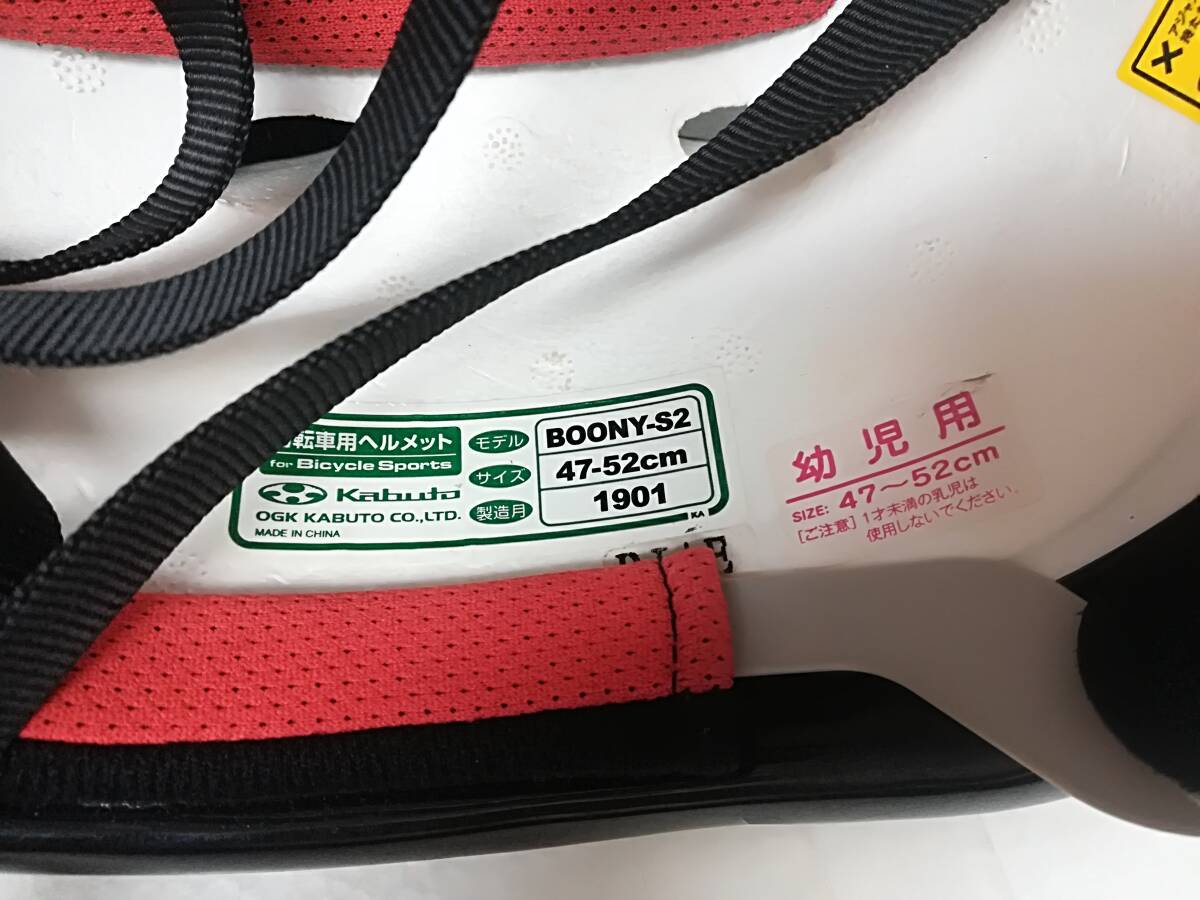 転車用ヘルメット
for Bicycle Sports
Kabuto
OGK KABUTO CO.,LTD.
MADE IN CHINA
モデル
BOONY-S2
サイズ
47-52cm
製造月
1901
KA
幼児用
SIZE: 47～52cm
[ご注意] 1才未満の乳児は
使用しないでください。